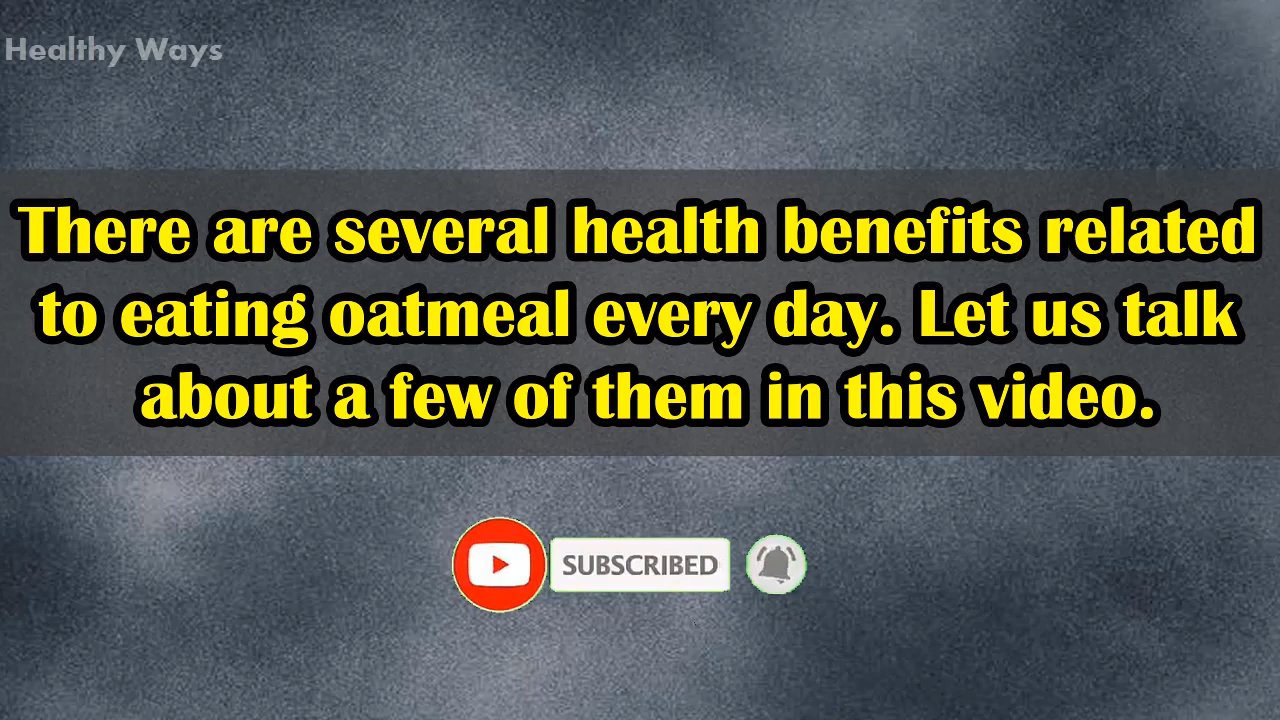 Healthy Ways
There are several health benefits related
to eating oatmeal every day. Let us talk
about a few of them in this video.
SUBSCRIBED